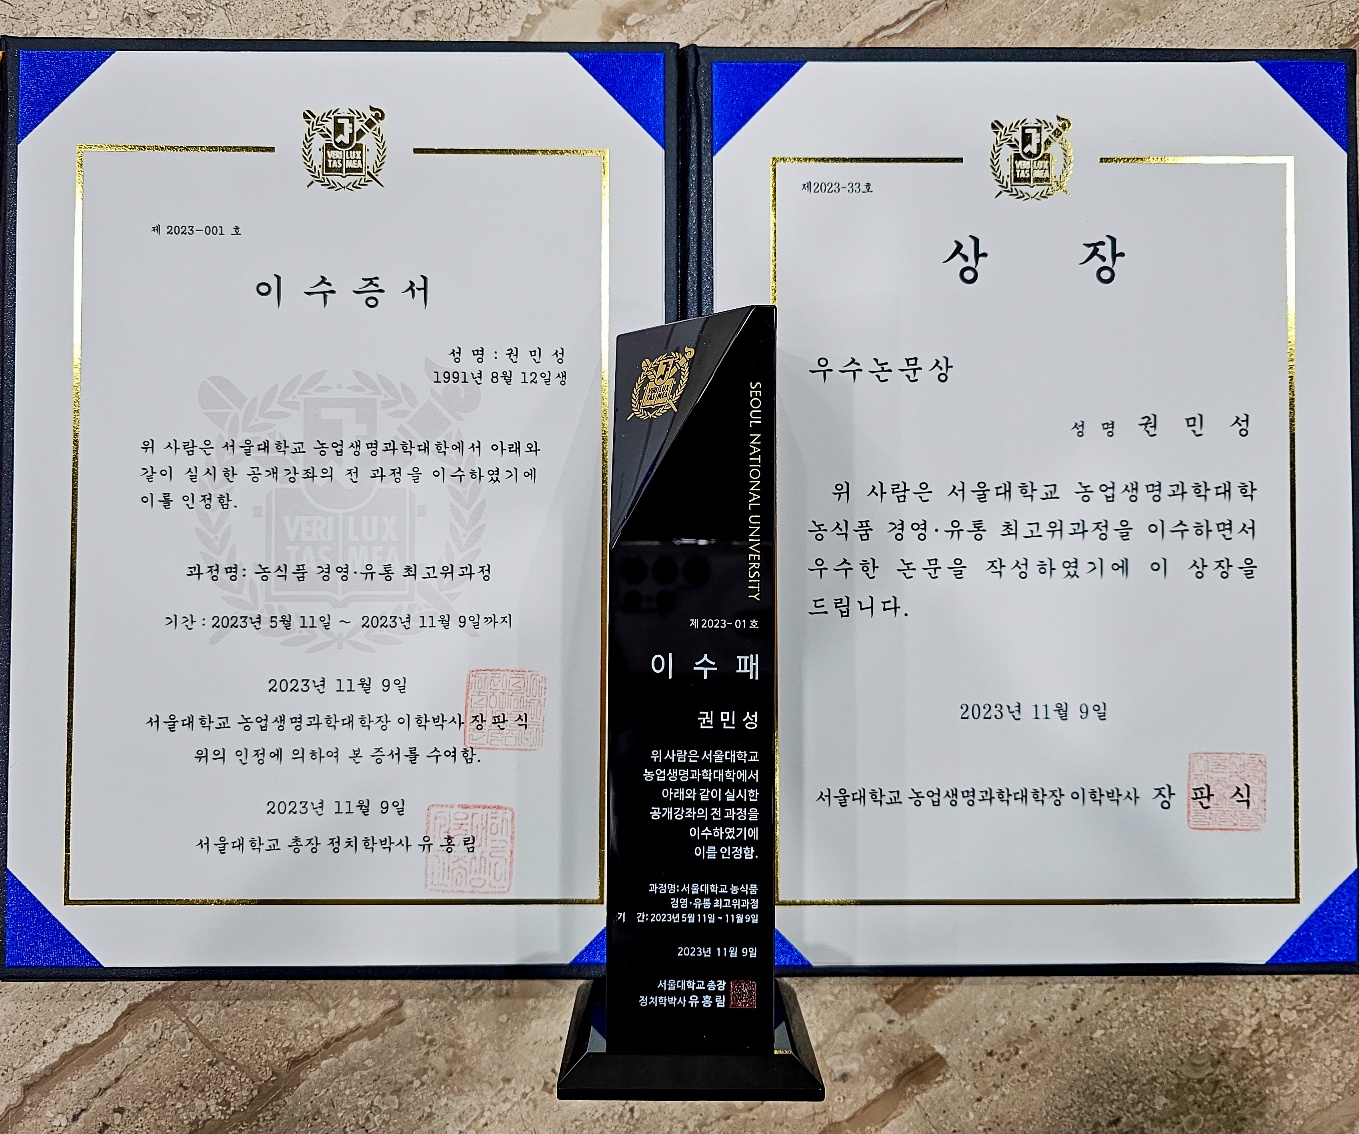 VERI LUX
TAS MEA
제 2023-001 호
이 수 증 서
성 명 : 권 민 성
1991년 8월 12일생
위 사람은 서울대학교 농업생명과학대학에서 아래와
같이 실시한 공개강좌의 전 과정을 이수하였기에
이를 인정함.
VERI LUX
TAS MEA
과정명: 농식품 경영·유통 최고위과정
기간 : 2023년 5월 11일 ~ 2023년 11월 9일까지
2023년 11월 9일
서울대학교 농업생명과학대학장 이학박사 장 판 식
위의 인정에 의하여 본 증서를 수여함.
2023년 11월 9일
서울대학교 총장 정치학박사 유 홍 림
SEOUL NATIONAL UNIVERSITY
제 2023-01 호
이 수 패
권 민 성
위 사람은 서울대학교
농업생명과학대학에서
아래와 같이 실시한
공개강좌의 전 과정을
이수하였기에
이를 인정함.
과정명: 서울대학교 농식품
경영·유통 최고위과정
기 간: 2023년 5월 11일 ~ 11월 9일
2023년 11월 9일
서울대학교 총장
정치학박사 유 홍 림
VERI LUX
TAS MEA
제2023-33호
상 장
우수논문상
성 명 권 민 성
위 사람은 서울대학교 농업생명과학대학
농식품 경영·유통 최고위과정을 이수하면서
우수한 논문을 작성하였기에 이 상장을
드립니다.
2023년 11월 9일
서울대학교 농업생명과학대학장 이학박사 장 판 식